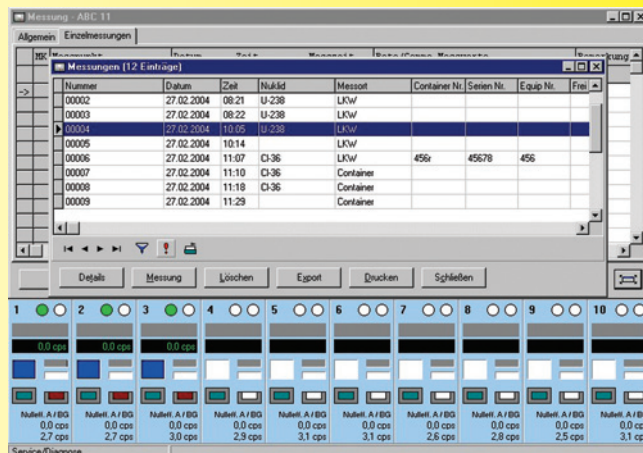 Messung - ABC 11
Allgemein Einzelmessungen
Messungen (12 Einträge)
Nummer Datum Zeit Nuklid Messort Container Nr. Serien Nr. Equip Nr. Frei
00002 27.02.2004 08:21 U-238 LKW
00003 27.02.2004 08:22 U-238 LKW
00004 27.02.2004 10:05 U-238 LKW
00005 27.02.2004 10:14 LKW
00006 27.02.2004 11:07 Cl-36 LKW 456r 45678 456
00007 27.02.2004 11:10 Cl-36 Container
00008 27.02.2004 11:18 Cl-36 Container
00009 27.02.2004 11:29 Container
Details Messung Löschen Export Drucken Schließen
1 2 3 4 5 6 7 8 9 10
0,0 cps 0,0 cps 0,0 cps
Nulleff. A / BG Nulleff. A / BG Nulleff. A / BG Nulleff. A / BG Nulleff. A / BG Nulleff. A / BG Nulleff. A / BG Nulleff. A / BG Nulleff. A / BG Nulleff. A / BG
0,0 cps 0,0 cps 0,0 cps 0,0 cps 0,0 cps 0,0 cps 0,0 cps 0,0 cps 0,0 cps 0,0 cps
2,7 cps 2,7 cps 3,0 cps 2,9 cps 3,1 cps 3,1 cps 2,6 cps 2,8 cps 2,5 cps 3,1 cps
Service/Diagnose